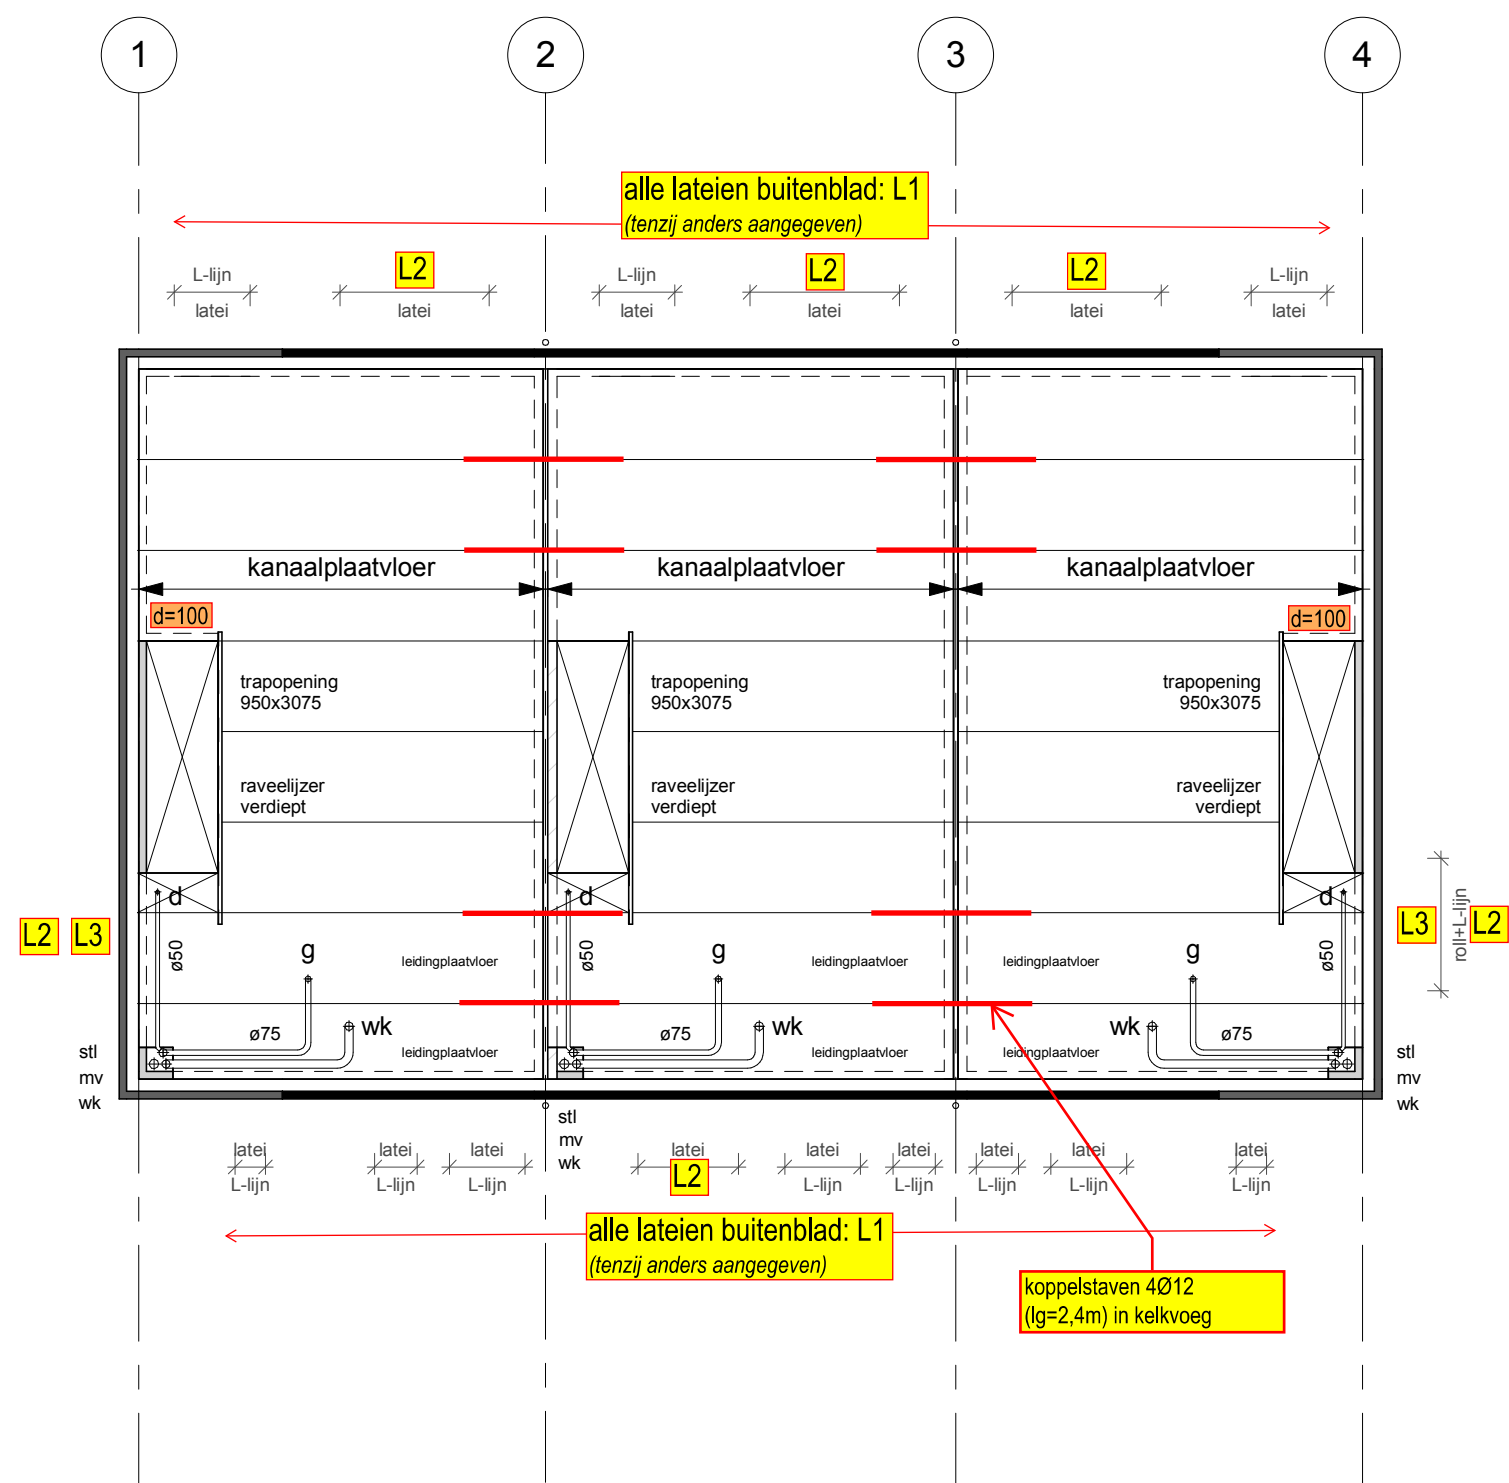 1
2
3
4
alle lateien buitenblad: L1
(tenzij anders aangegeven)
L-lijn
L2
L-lijn
L2
L2
L-lijn
latei
latei
latei
latei
latei
latei
kanaalplaatvloer
kanaalplaatvloer
kanaalplaatvloer
d=100
d=100
trapopening
950x3075
trapopening
950x3075
trapopening
950x3075
raveelijzer
verdiept
raveelijzer
verdiept
raveelijzer
verdiept
d
d
d
L2
L3
L3
roll+L-lijn
L2
ø50
g
leidingplaatvloer
ø50
g
leidingplaatvloer
leidingplaatvloer
g
ø50
ø75
wk
leidingplaatvloer
ø75
wk
leidingplaatvloer
leidingplaatvloer
wk
ø75
stl
mv
wk
stl
mv
wk
stl
mv
wk
latei
latei
latei
latei
latei
latei
latei
latei
latei
L-lijn
L-lijn
L-lijn
L2
L-lijn
L-lijn
L-lijn
L-lijn
L-lijn
alle lateien buitenblad: L1
(tenzij anders aangegeven)
koppelstaven 4Ø12
(lg=2,4m) in kelkvoeg